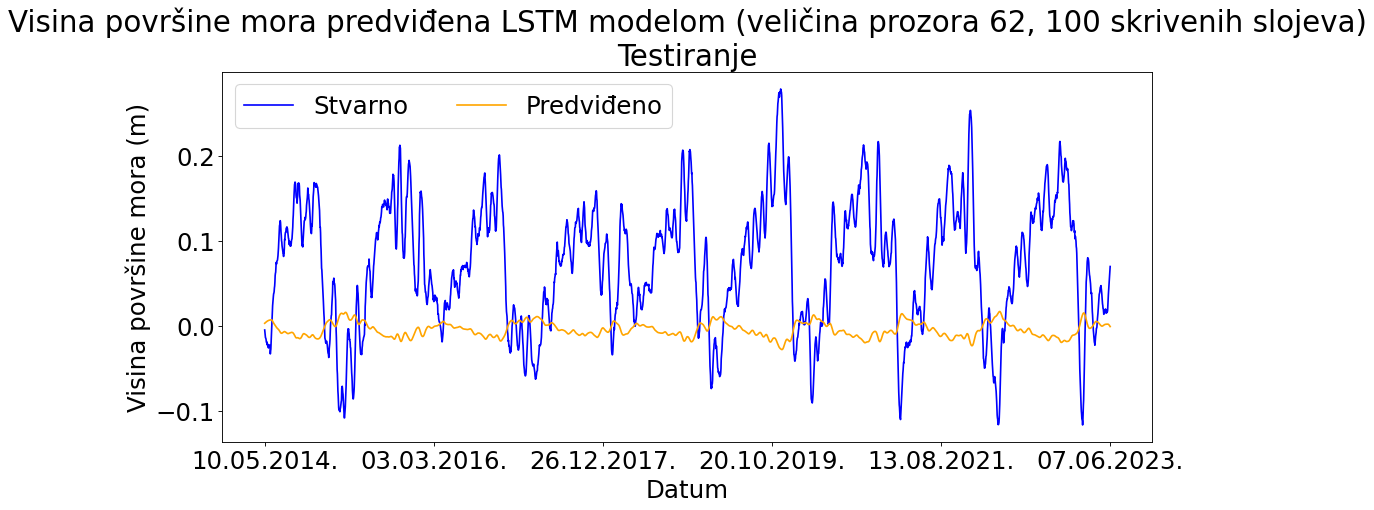 Visina površine mora predviđena LSTM modelom (veličina prozora 62, 100 skrivenih slojeva)
Testiranje
Stvarno
Predviđeno
Visina površine mora (m)
0.2
0.1
0.0
−0.1
10.05.2014.
03.03.2016.
26.12.2017.
20.10.2019.
13.08.2021.
07.06.2023.
Datum